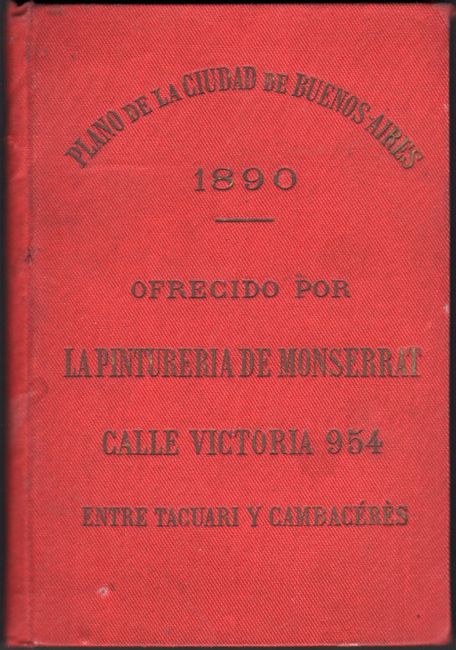 PLANO DE LA CIUDAD DE BUENOS-AIRES
1890
OFRECIDO POR
LA PINTURERIA DE MONSERRAT
CALLE VICTORIA 954
ENTRE TACUARI Y CAMBACÉRÈS